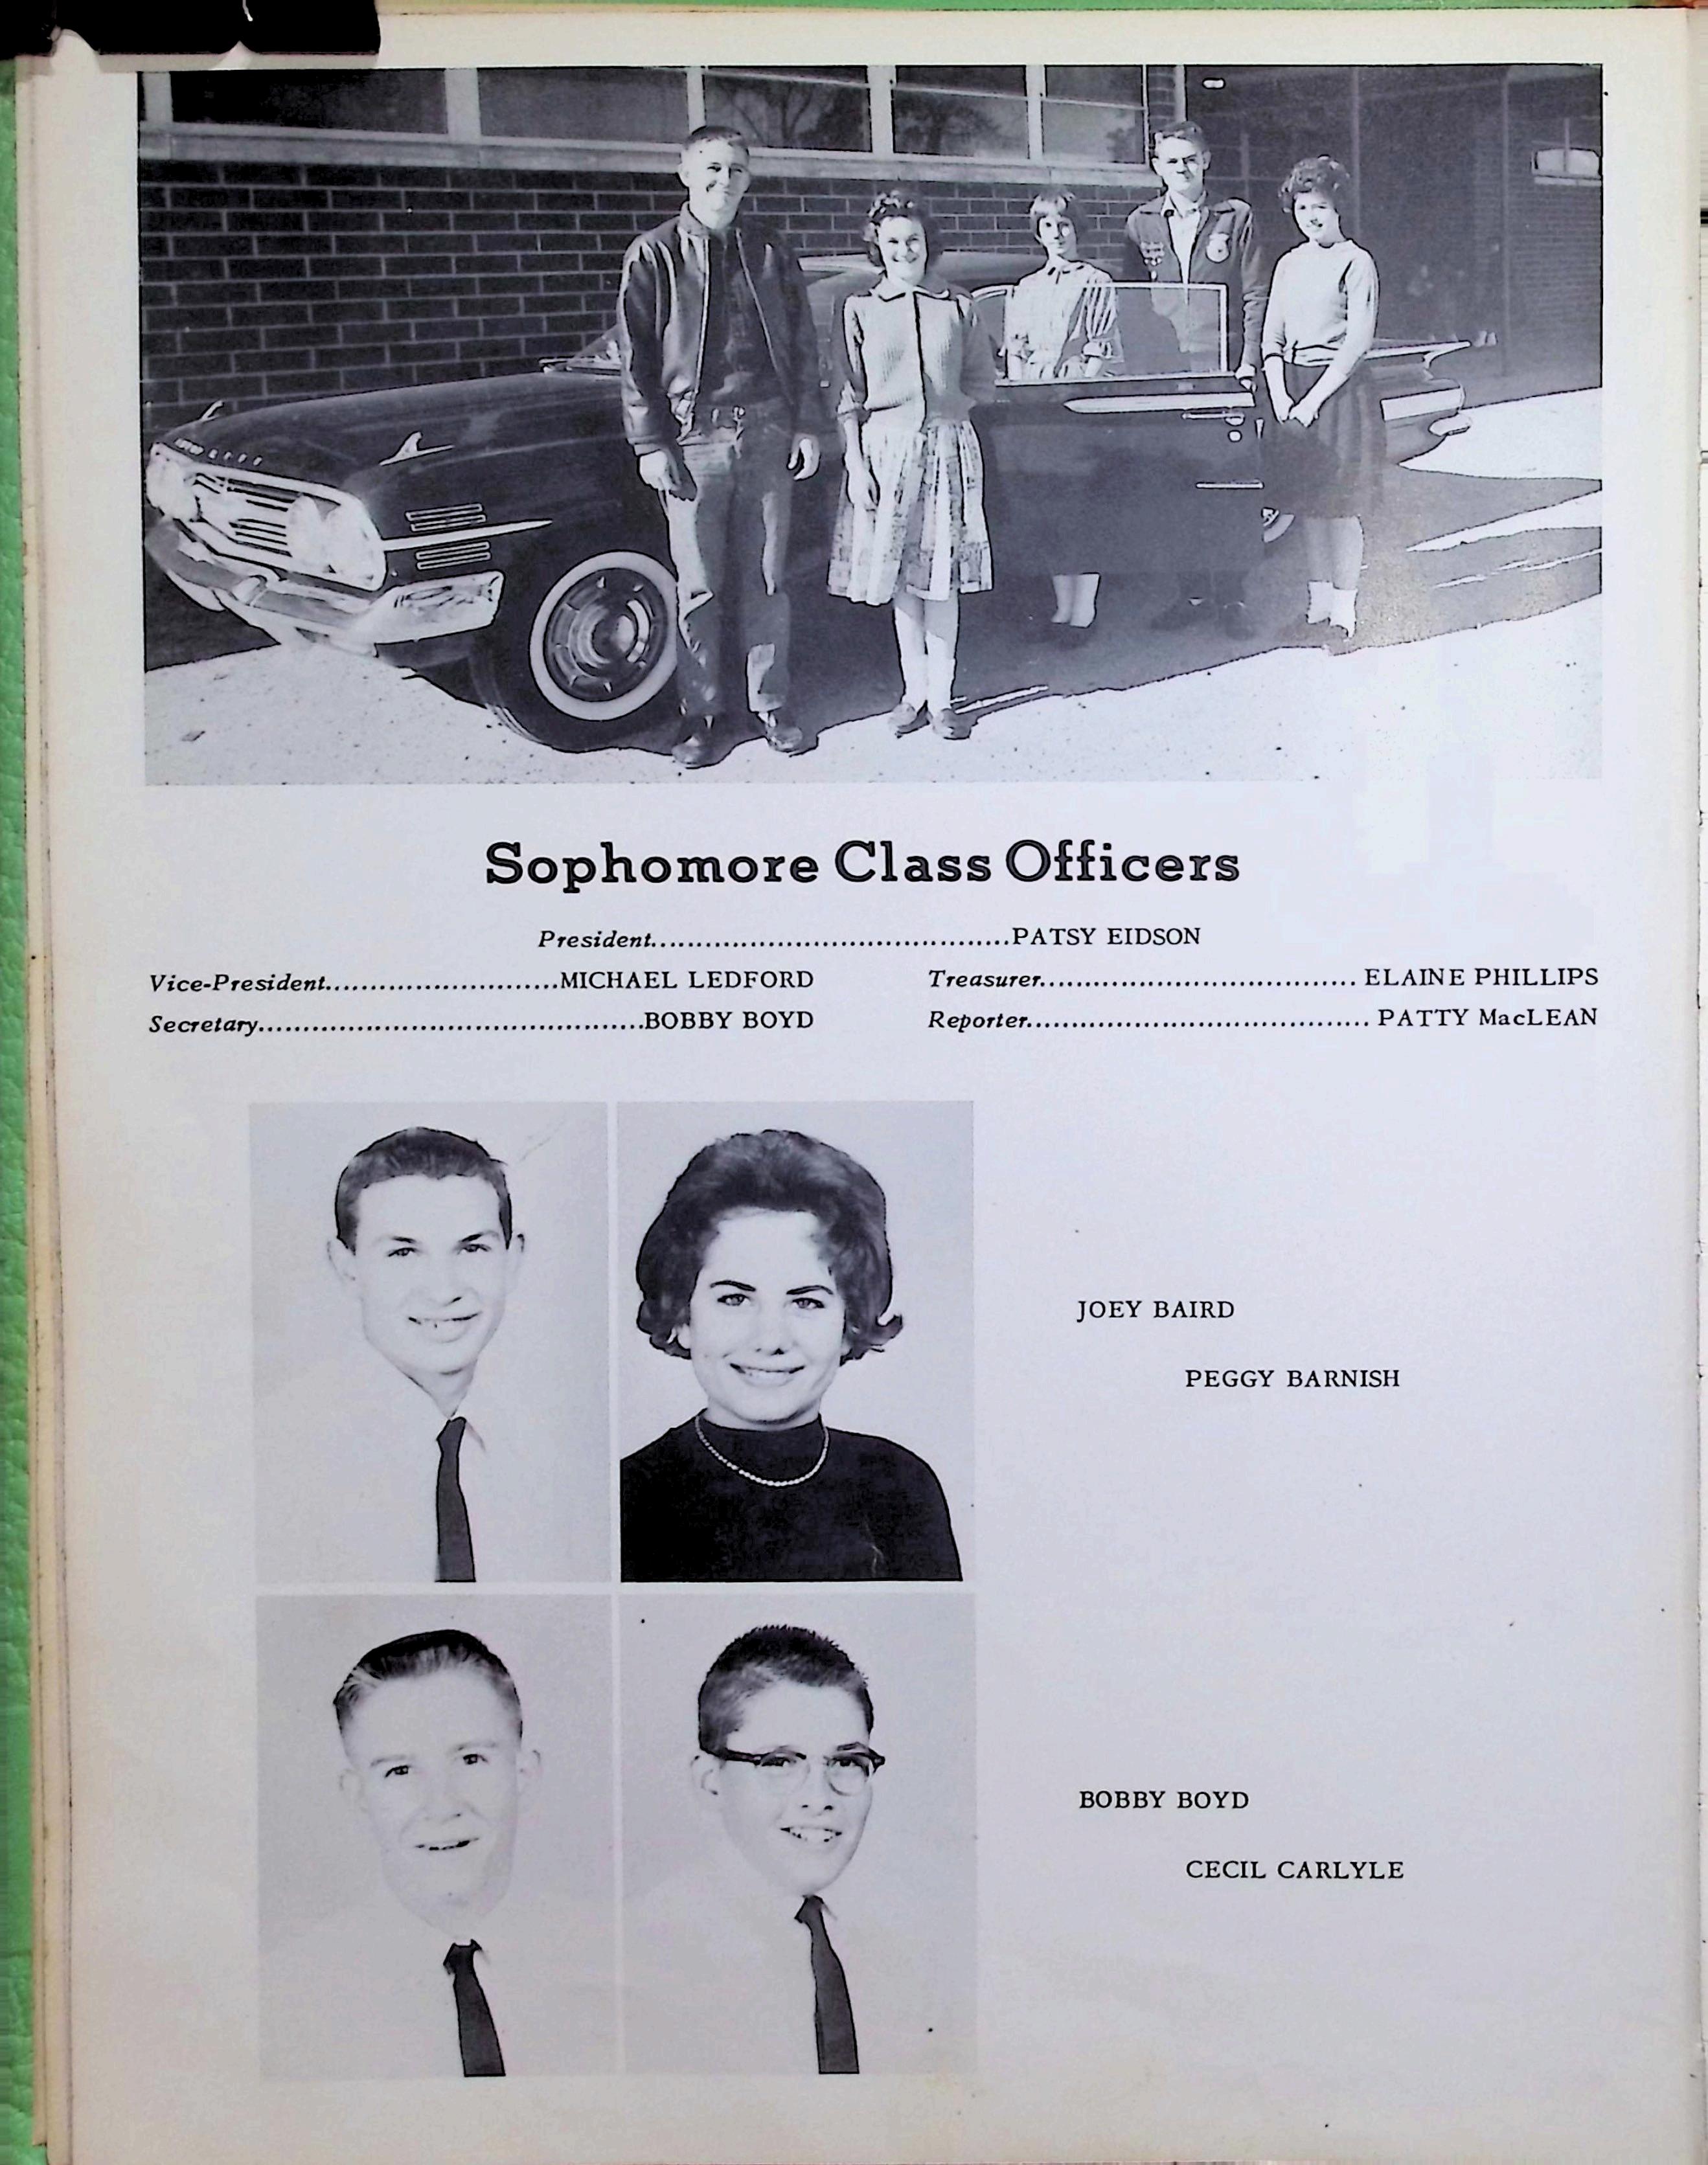 Sophomore Class Officers
President.........................................PATSY EIDSON
Vice-President..........................MICHAEL LEDFORD
Treasurer.................................... ELAINE PHILLIPS
Secretary............................................BOBBY BOYD
Reporter....................................... PATTY MacLEAN
JOEY BAIRD
PEGGY BARNISH
BOBBY BOYD
CECIL CARLYLE